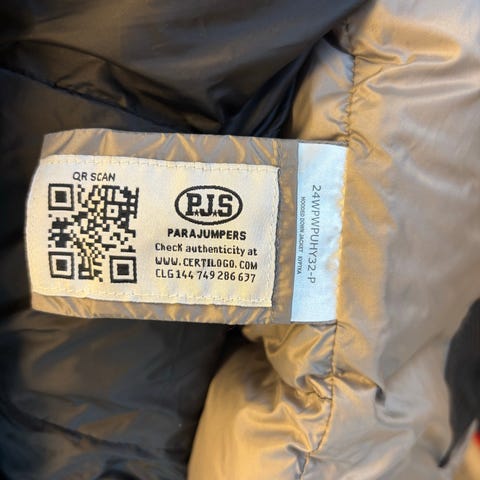 QR SCAN
PJS
PARAJUMPERS
Check authenticity at
WWW.CERTILOGO.COM
CLG 144 749 286 637
24WPWPUHY32-P
HOODED DOWN JACKET КУРТКА